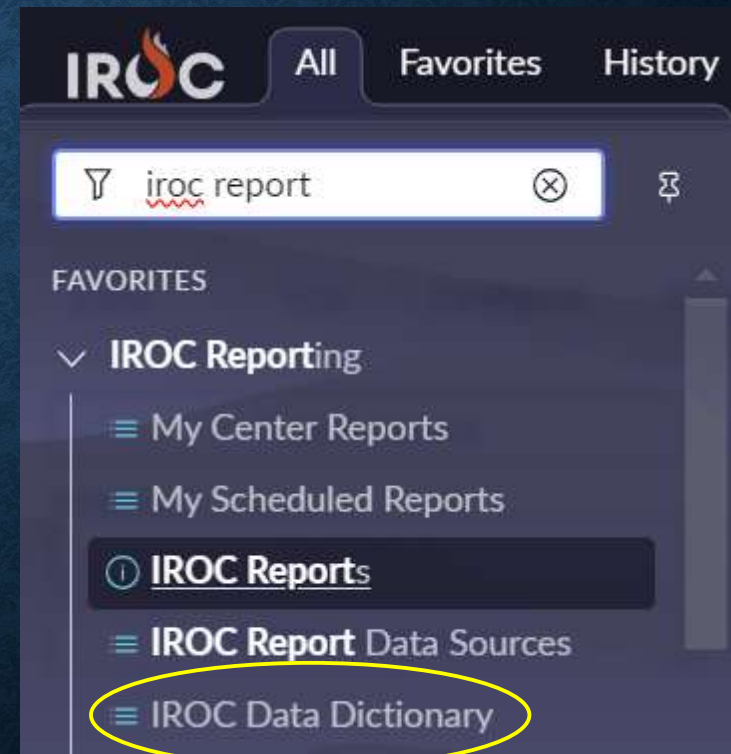 IROC All Favorites History
iroc report
FAVORITES
IROC Reporting
My Center Reports
My Scheduled Reports
IROC Reports
IROC Report Data Sources
IROC Data Dictionary